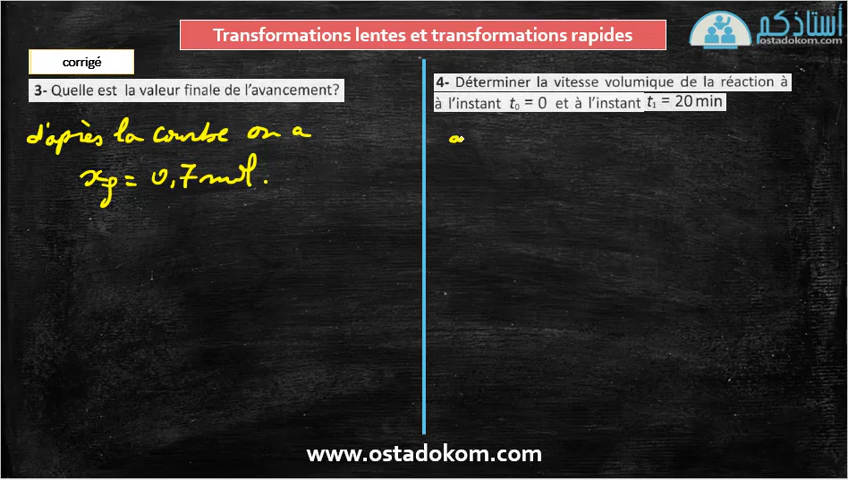 Transformations lentes et transformations rapides
أستاذكم
ostadokom.com
corrigé
3- Quelle est la valeur finale de l'avancement?
d'après la courbe on a
xf = 0,7 mol.
4- Déterminer la vitesse volumique de la réaction à
à l'instant t₀ = 0 et à l'instant t₁ = 20 min
www.ostadokom.com